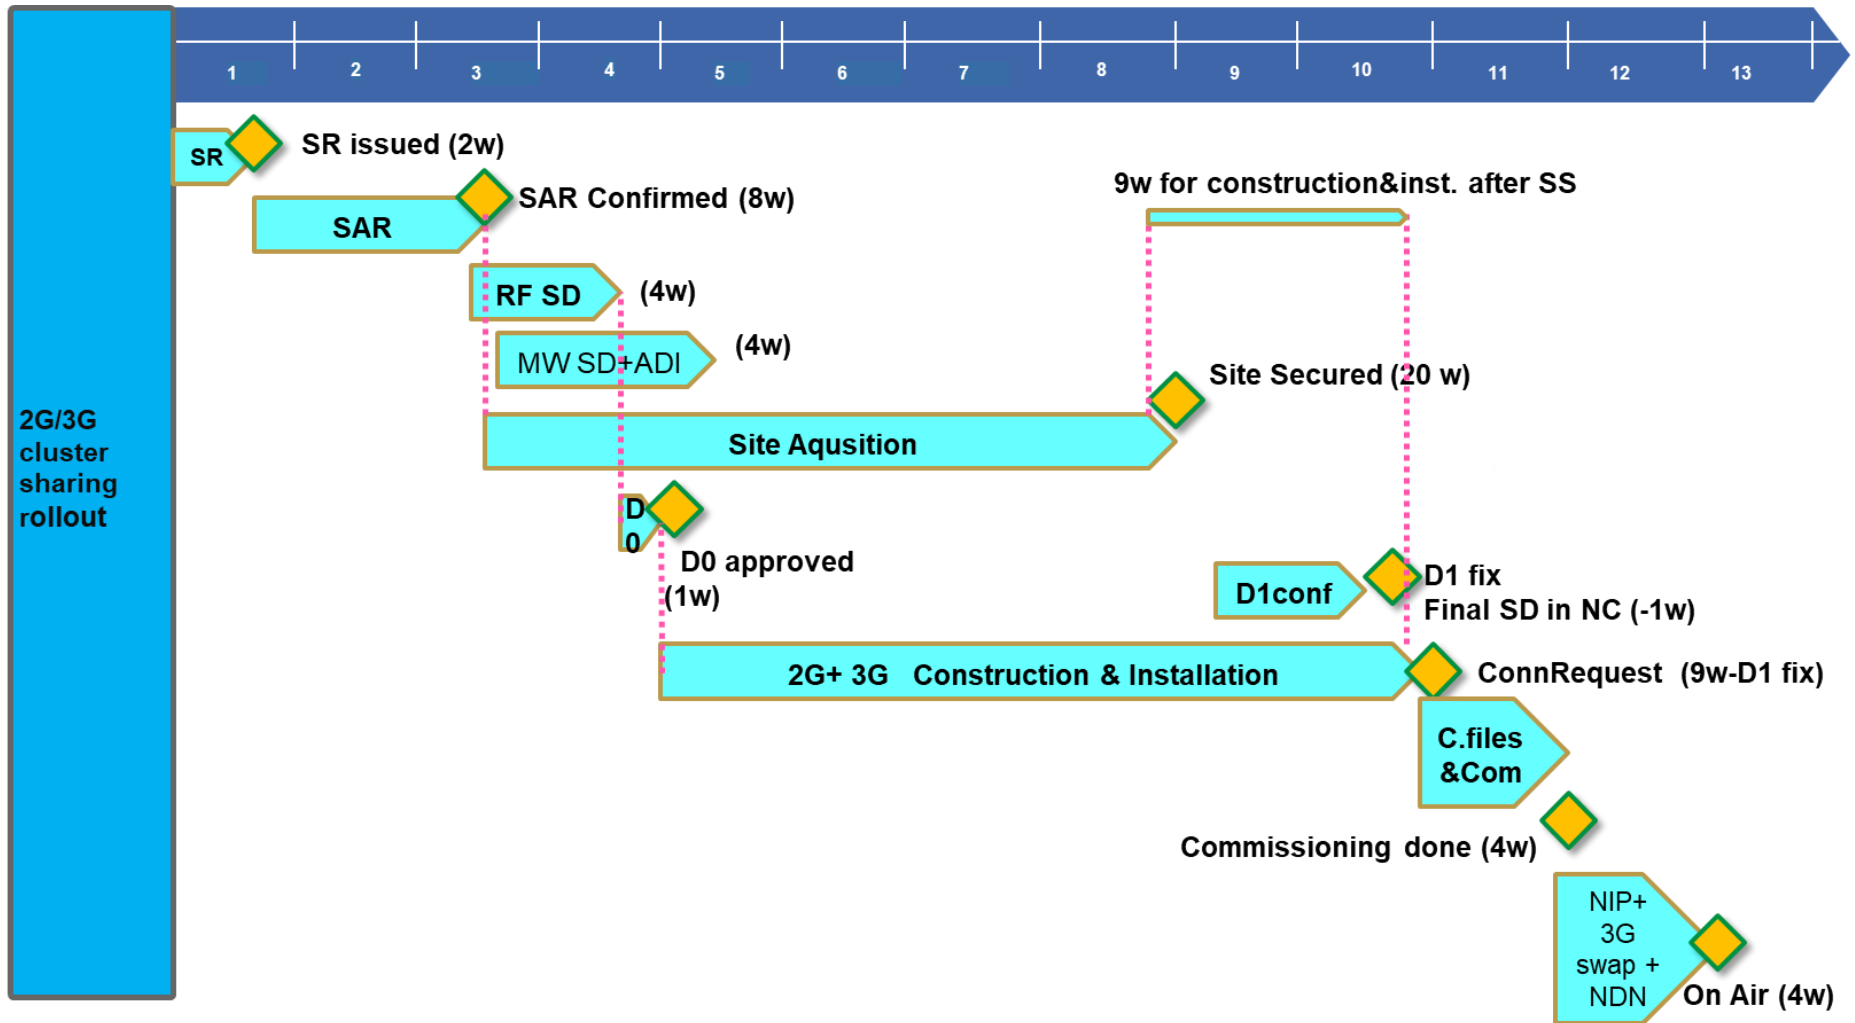 1 2 3 4 5 6 7 8 9 10 11 12 13
2G/3G
cluster
sharing
rollout
SR
SR issued (2w)
SAR
SAR Confirmed (8w)
9w for construction&inst. after SS
RF SD
(4w)
MW SD+ADI
(4w)
Site Secured (20 w)
Site Aqusition
D
0
D0 approved
(1w)
D1conf
D1 fix
Final SD in NC (-1w)
2G+ 3G Construction & Installation
ConnRequest (9w-D1 fix)
C.files
&Com
Commissioning done (4w)
NIP+
3G
swap +
NDN
On Air (4w)